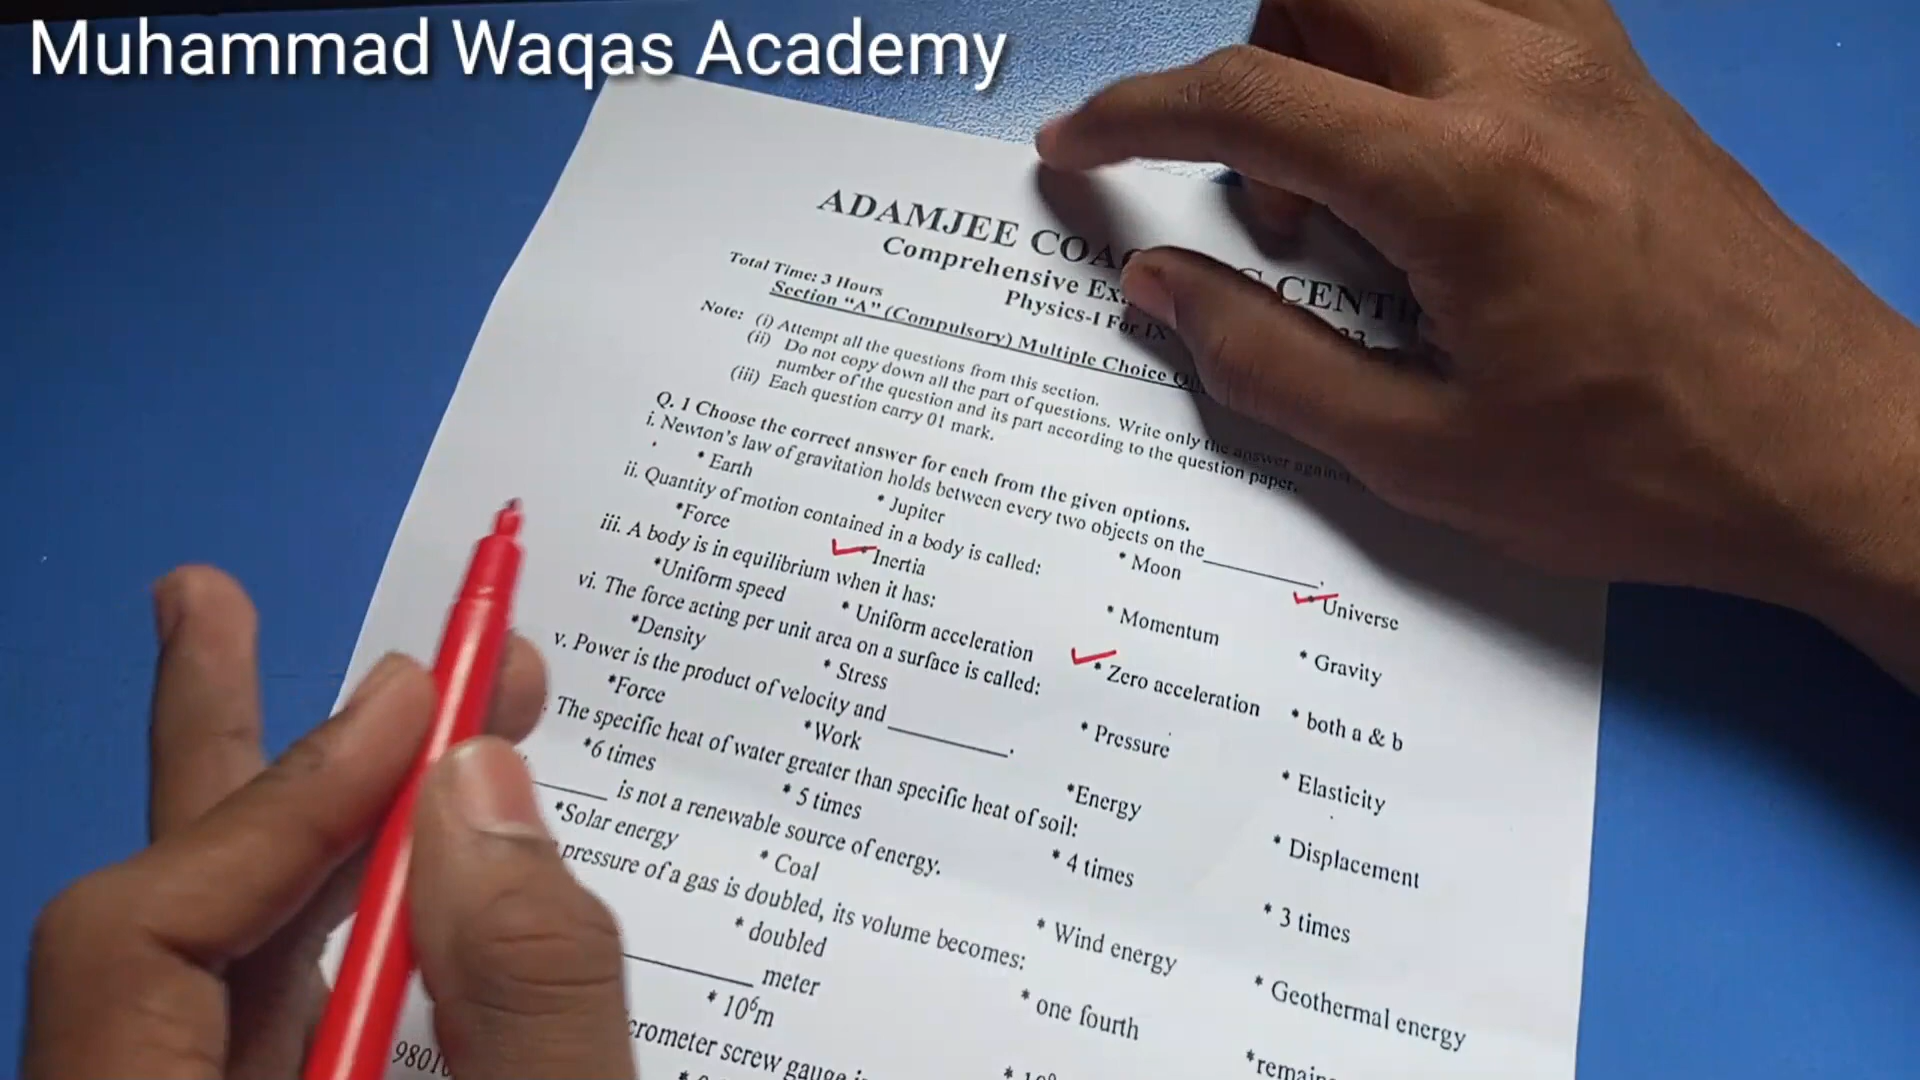 Muhammad Waqas Academy
ADAMJEE COA CENT
Comprehensive Ex
Physics-I For IX
Total Time: 3 Hours
Section “A” (Compulsory) Multiple Choice
Note: (i) Attempt all the questions from this section.
(ii) Do not copy down all the part of questions. Write only the answer against
number of the question and its part according to the question paper.
(iii) Each question carry 01 mark.
Q. 1 Choose the correct answer for each from the given options.
i. Newton's law of gravitation holds between every two objects on the ________.
* Earth * Jupiter * Moon * Universe
ii. Quantity of motion contained in a body is called:
*Force * Inertia * Momentum * Gravity
iii. A body is in equilibrium when it has:
*Uniform speed * Uniform acceleration * Zero acceleration * both a & b
vi. The force acting per unit area on a surface is called:
*Density * Stress * Pressure * Elasticity
v. Power is the product of velocity and ________.
*Force *Work *Energy * Displacement
The specific heat of water greater than specific heat of soil:
*6 times * 5 times * 4 times * 3 times
________ is not a renewable source of energy.
*Solar energy * Coal * Wind energy * Geothermal energy
pressure of a gas is doubled, its volume becomes:
* doubled * one fourth
________ meter
* 10⁶m
screw gauge